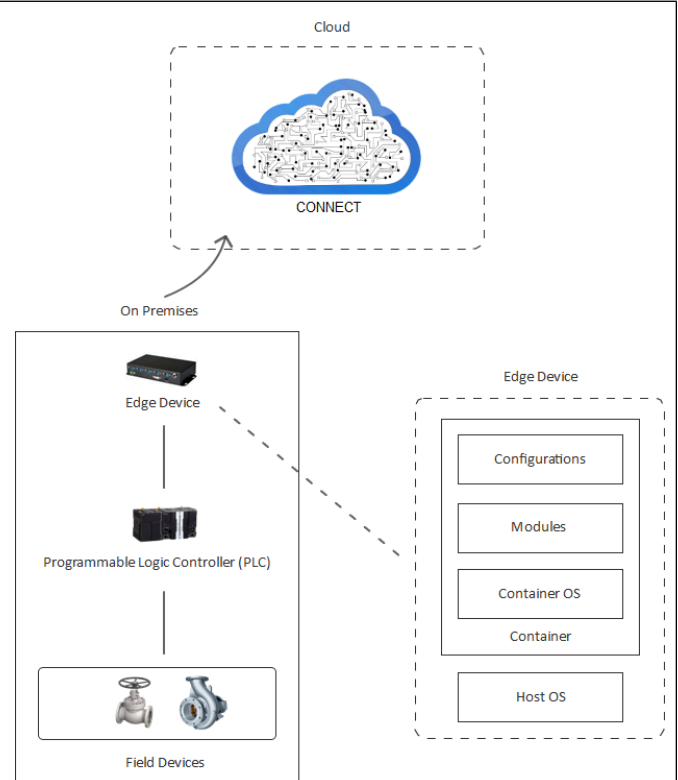 Cloud
CONNECT
On Premises
Edge Device
Programmable Logic Controller (PLC)
Field Devices
Edge Device
Configurations
Modules
Container OS
Container
Host OS